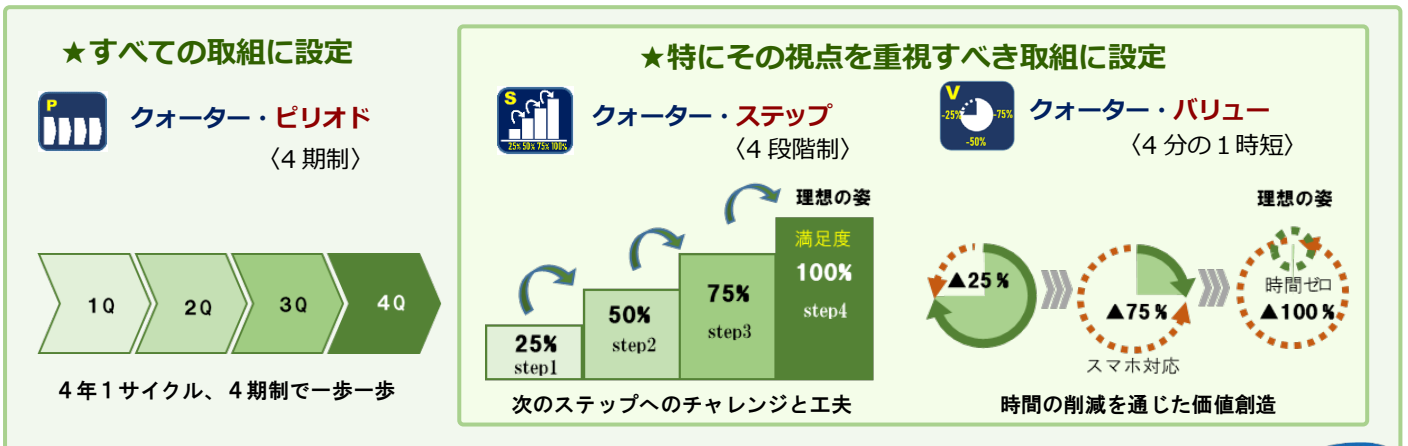 ★すべての取組に設定
P
クォーター・ピリオド
〈4期制〉
1Q
2Q
3Q
4Q
4年1サイクル、4期制で一歩一歩
★特にその視点を重視すべき取組に設定
S
25% 50% 75% 100%
クォーター・ステップ
〈4段階制〉
理想の姿
満足度
100%
step4
75%
step3
50%
step2
25%
step1
次のステップへのチャレンジと工夫
V
-25%
-75%
-50%
クォーター・バリュー
〈4分の1時短〉
理想の姿
▲25%
▲75%
スマホ対応
時間ゼロ
▲100%
時間の削減を通じた価値創造